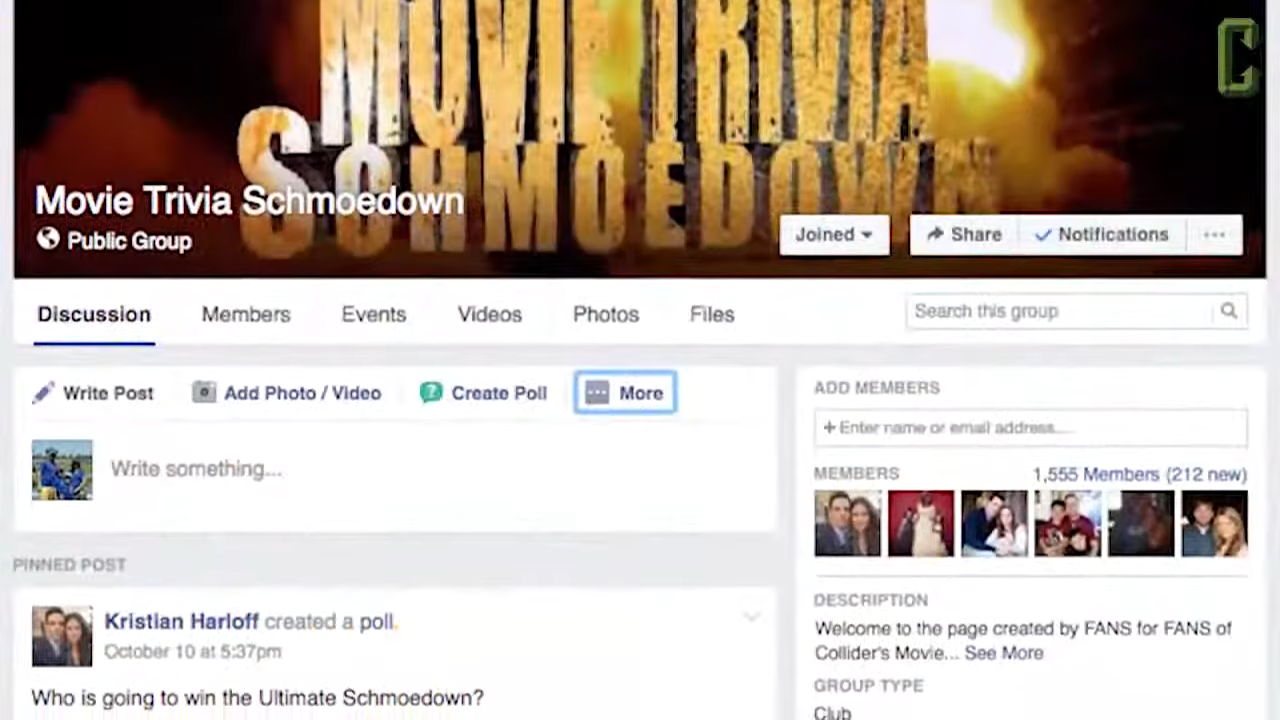 MOVIE TRIVIA
SCHMOEDOWN
C
Movie Trivia Schmoedown
Public Group
Joined
Share
Notifications
Discussion
Members
Events
Videos
Photos
Files
Search this group
Write Post
Add Photo / Video
Create Poll
More
Write something...
ADD MEMBERS
+ Enter name or email address...
MEMBERS
1,555 Members (212 new)
PINNED POST
Kristian Harloff created a poll.
October 10 at 5:37pm
Who is going to win the Ultimate Schmoedown?
DESCRIPTION
Welcome to the page created by FANS for FANS of
Collider's Movie... See More
GROUP TYPE
Club